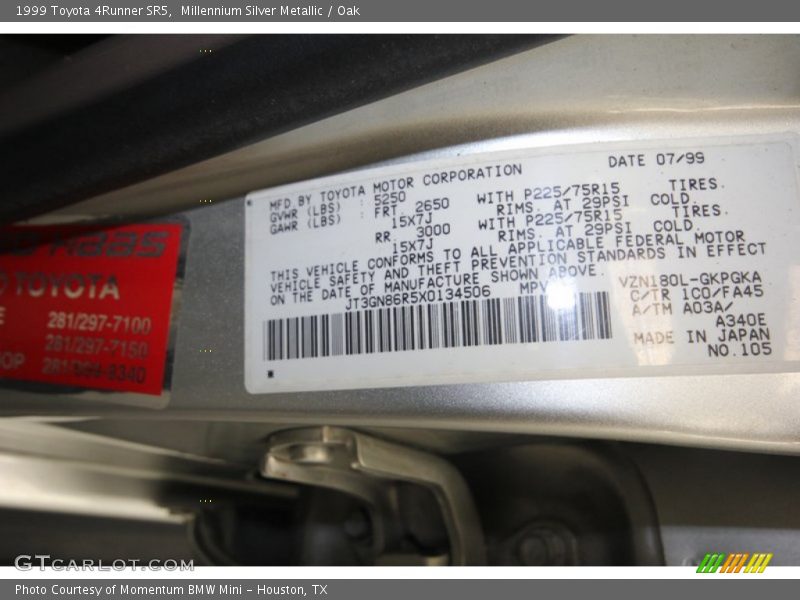 1999 Toyota 4Runner SR5,  Millennium Silver Metallic / Oak
DATE 07/99
MFD.BY TOYOTA MOTOR CORPORATION
GVWR (LBS) : 5250
GAWR (LBS) : FRT. 2650 WITH P225/75R15 TIRES.
15X7J RIMS. AT 29PSI COLD.
RR. 3000 WITH P225/75R15 TIRES.
15X7J RIMS. AT 29PSI COLD.
THIS VEHICLE CONFORMS TO ALL APPLICABLE FEDERAL MOTOR
VEHICLE SAFETY AND THEFT PREVENTION STANDARDS IN EFFECT
ON THE DATE OF MANUFACTURE SHOWN ABOVE.
JT3GN86R5X0134506 MPV
VZN180L-GKPGKA
C/TR 1C0/FA45
A/TM A03A/
A340E
MADE IN JAPAN
NO.105
Haas
TOYOTA
281/297-7100
281/297-7150
GTcarlot.com
Photo Courtesy of Momentum BMW Mini - Houston, TX